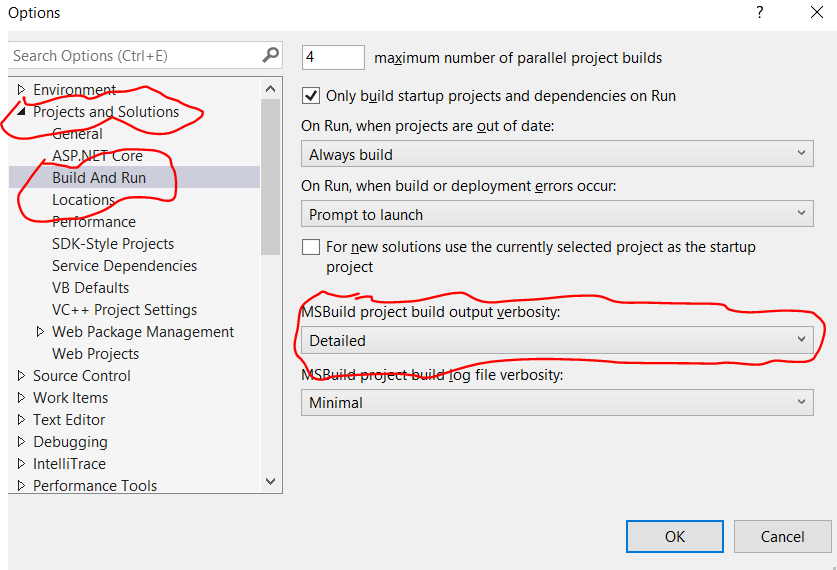 Options
?
Search Options (Ctrl+E)
Environment
Projects and Solutions
General
ASP.NET Core
Build And Run
Locations
Performance
SDK-Style Projects
Service Dependencies
VB Defaults
VC++ Project Settings
Web Package Management
Web Projects
Source Control
Work Items
Text Editor
Debugging
IntelliTrace
Performance Tools
4 maximum number of parallel project builds
Only build startup projects and dependencies on Run
On Run, when projects are out of date:
Always build
On Run, when build or deployment errors occur:
Prompt to launch
For new solutions use the currently selected project as the startup
project
MSBuild project build output verbosity:
Detailed
MSBuild project build log file verbosity:
Minimal
OK
Cancel